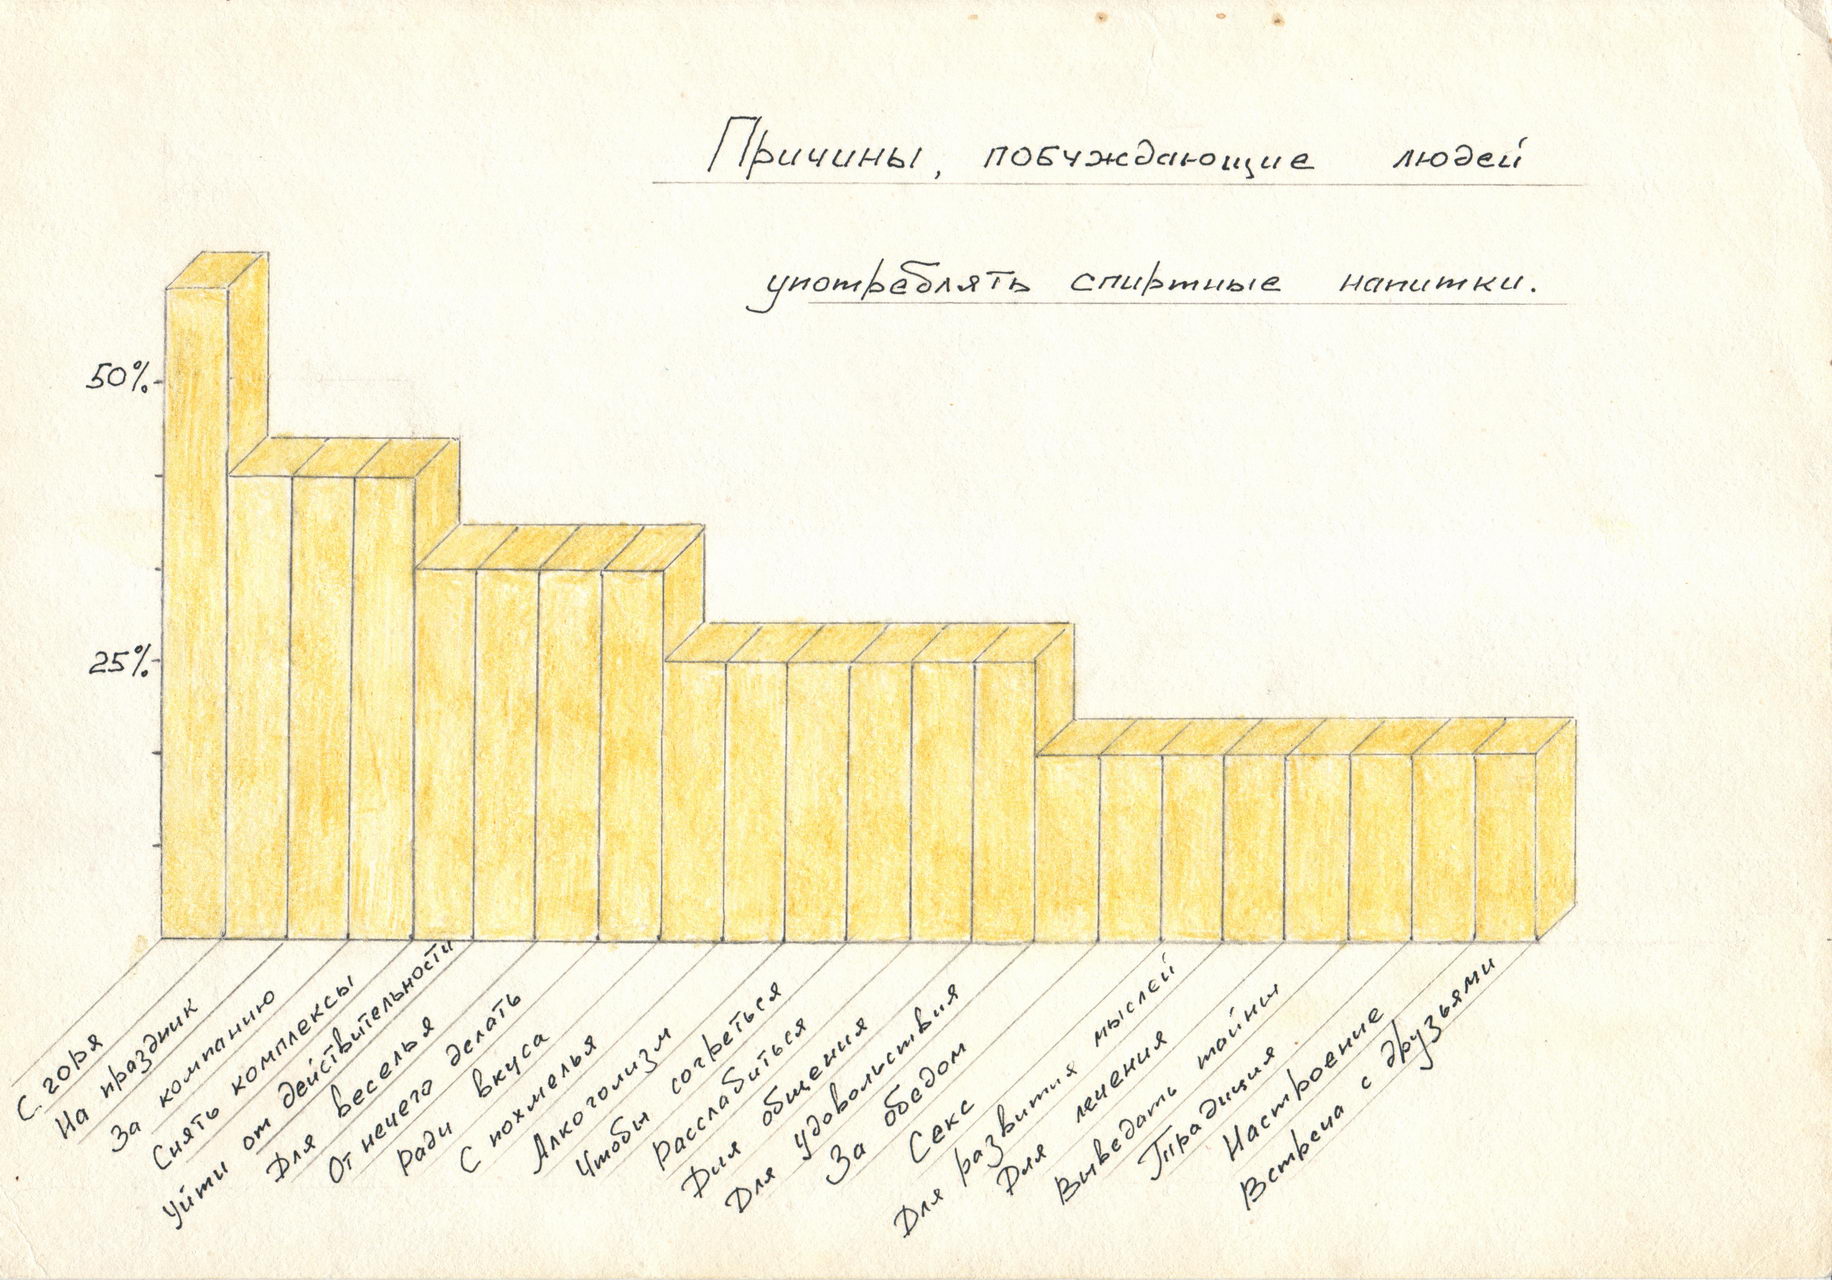 Причины, побуждающие людей
употреблять спиртные напитки.
50%
25%
С горя
На праздник
За компанию
Снять комплексы
Уйти от действительности
Для веселья
От нечего делать
Ради вкуса
С похмелья
Алкоголизм
Чтобы согреться
Расслабиться
Для общения
Для удовольствия
За обедом
Секс
Для развития мыслей
Для лечения
Выведать тайны
Традиция
Настроение
Встреча с друзьями